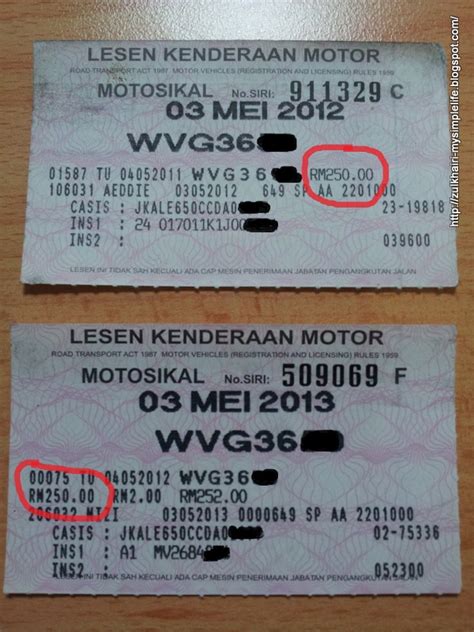 LESEN KENDERAAN MOTOR
ROAD TRANSPORT ACT 1987 MOTOR VEHICLES (REGISTRATION AND LICENSING) RULES 1959
MOTOSIKAL No.SIRI: 911329 C
03 MEI 2012
WVG36
01587 TU 04052011 WVG36 RM250.00
106031 AEDDIE 03052012 649 SP AA 2201000
CASIS : JKALE650CCDA0 23-19818
INS1 : 24 017011K1J00
INS2 : 039600
LESEN INI TIDAK SAH KECUALI ADA CAP MESIN PENERIMAAN JABATAN PENGANGKUTAN JALAN
LESEN KENDERAAN MOTOR
ROAD TRANSPORT ACT 1987 MOTOR VEHICLES (REGISTRATION AND LICENSING) RULES 1959
MOTOSIKAL No.SIRI: 509069 F
03 MEI 2013
WVG36
00075 TU 04052012 WVG36
RM250.00 RM2.00 RM252.00
206032 MIZI 03052013 0000649 SP AA 2201000
CASIS : JKALE650CCDA0 02-75336
INS1 : A1 MV2684
INS2 : 052300
LESEN INI TIDAK SAH KECUALI ADA CAP MESIN PENERIMAAN JABATAN PENGANGKUTAN JALAN
http://zulkhairi-mysimplelife.blogspot.com/